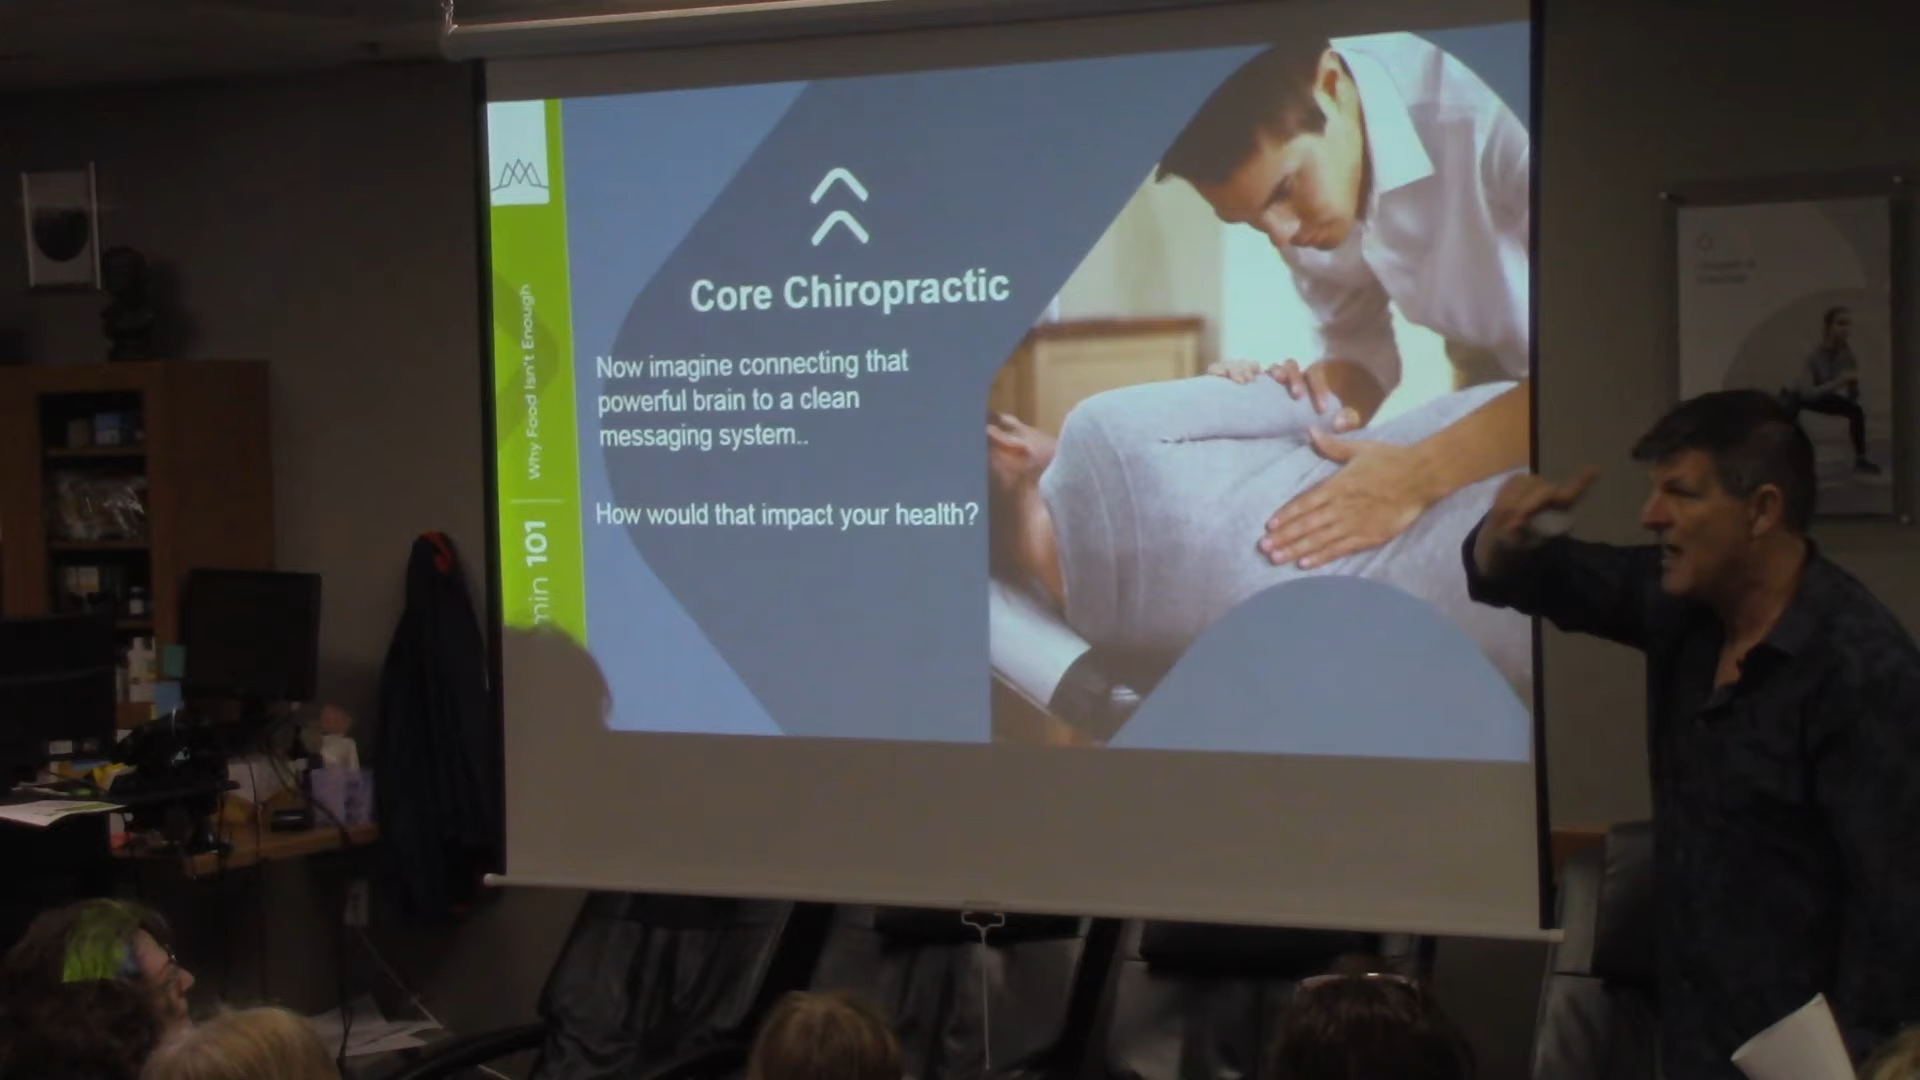 Core Chiropractic
Now imagine connecting that
powerful brain to a clean
messaging system..
How would that impact your health?
min 101
Why Food Isn't Enough